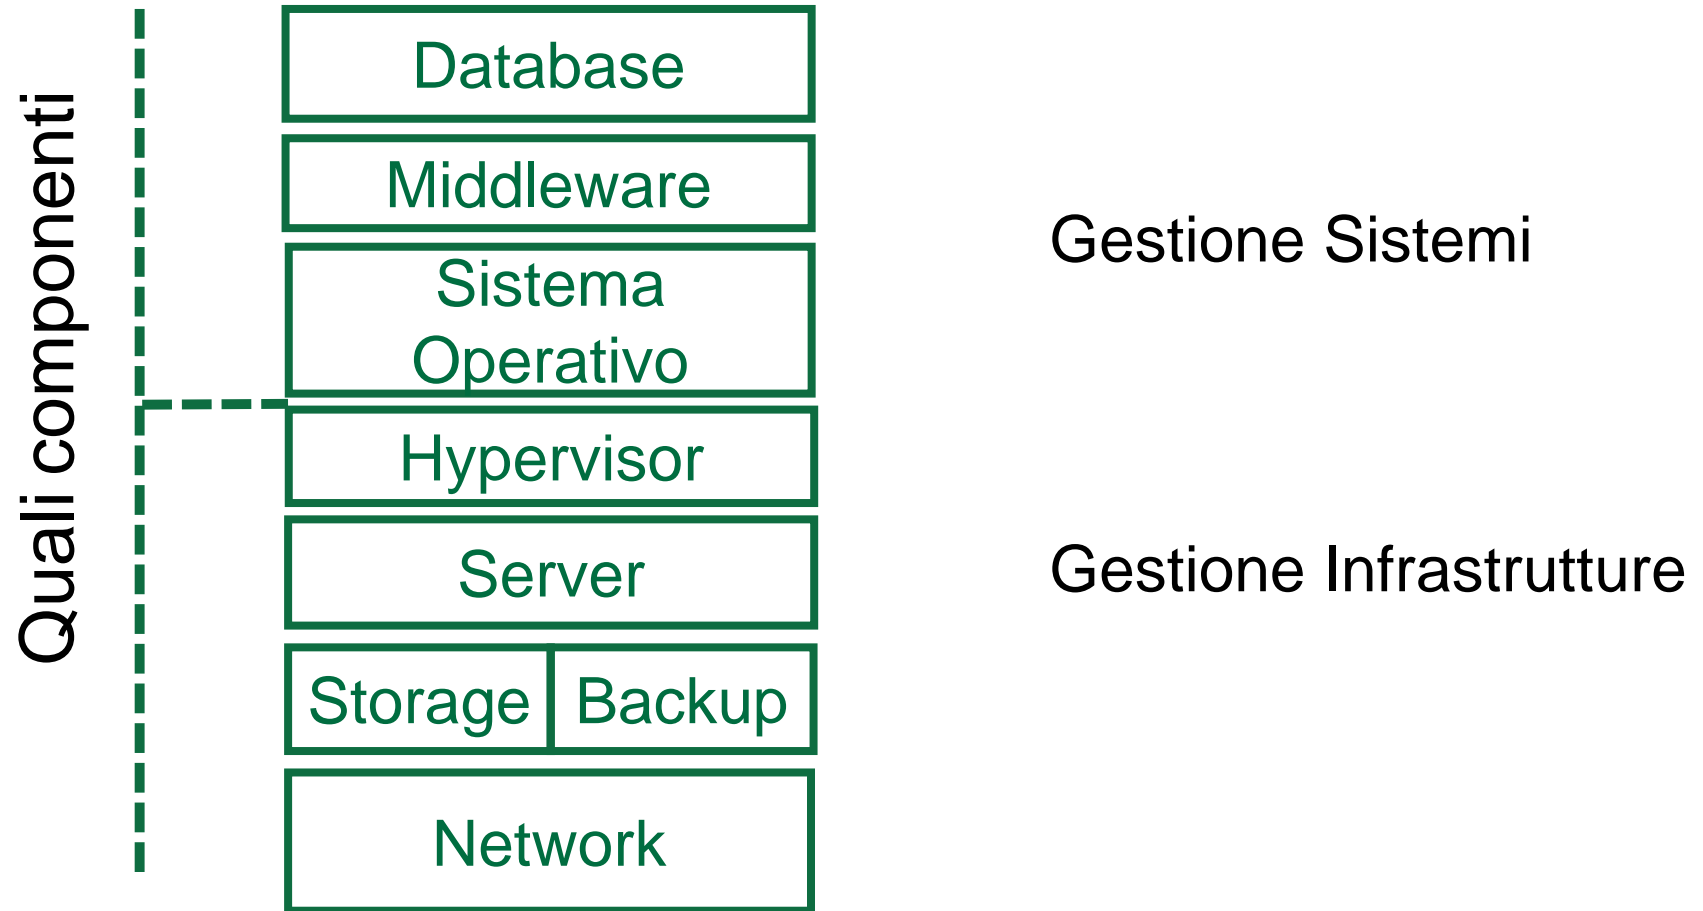 Quali componenti
Database
Middleware
Sistema
Operativo
Hypervisor
Server
Storage
Backup
Network
Gestione Sistemi
Gestione Infrastrutture